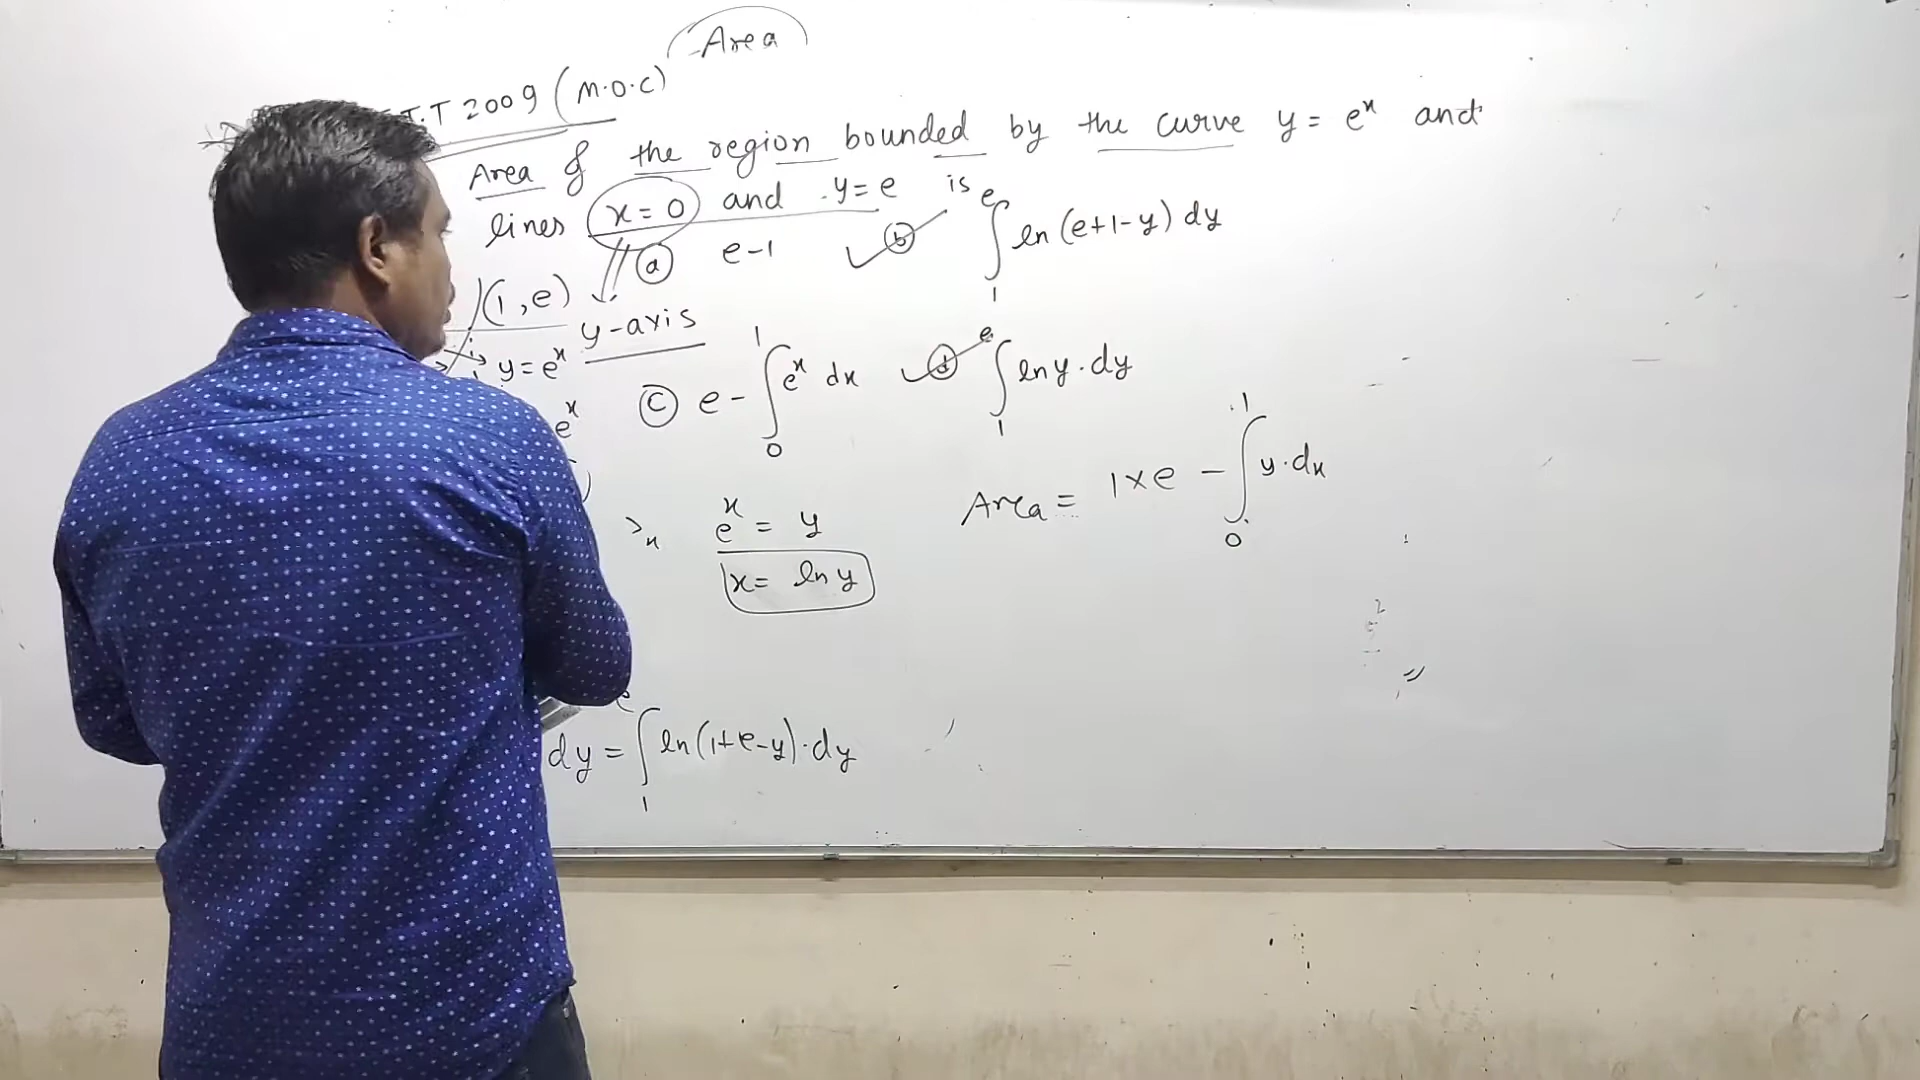 Area
I.T 2009 (M.O.C)
Area of the region bounded by the curve y = e^x and
lines x = 0 and y = e is
(a) e-1 (b) ∫_1^e ln(e+1-y) dy
(1, e)
y-axis
y = e^x
(c) e - ∫_0^1 e^x dx (d) ∫_1^e ln y . dy
e^x
Area = 1×e - ∫_0^1 y.dx
x
e^x = y
x = ln y
dy = ∫_1^e ln(1+e-y).dy